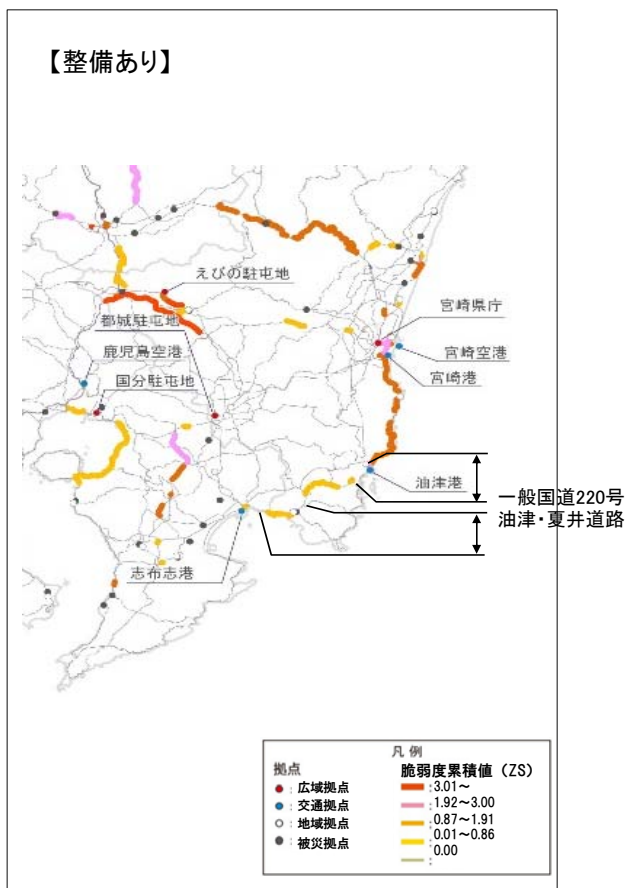 【整備あり】
えびの駐屯地
都城駐屯地
鹿児島空港
国分駐屯地
宮崎県庁
宮崎空港
宮崎港
油津港
一般国道220号
油津・夏井道路
志布志港
凡 例
拠点
脆弱度累積値（ZS）
●：広域拠点
●：交通拠点
○：地域拠点
●：被災拠点
：3.01～
：1.92～3.00
：0.87～1.91
：0.01～0.86
：0.00